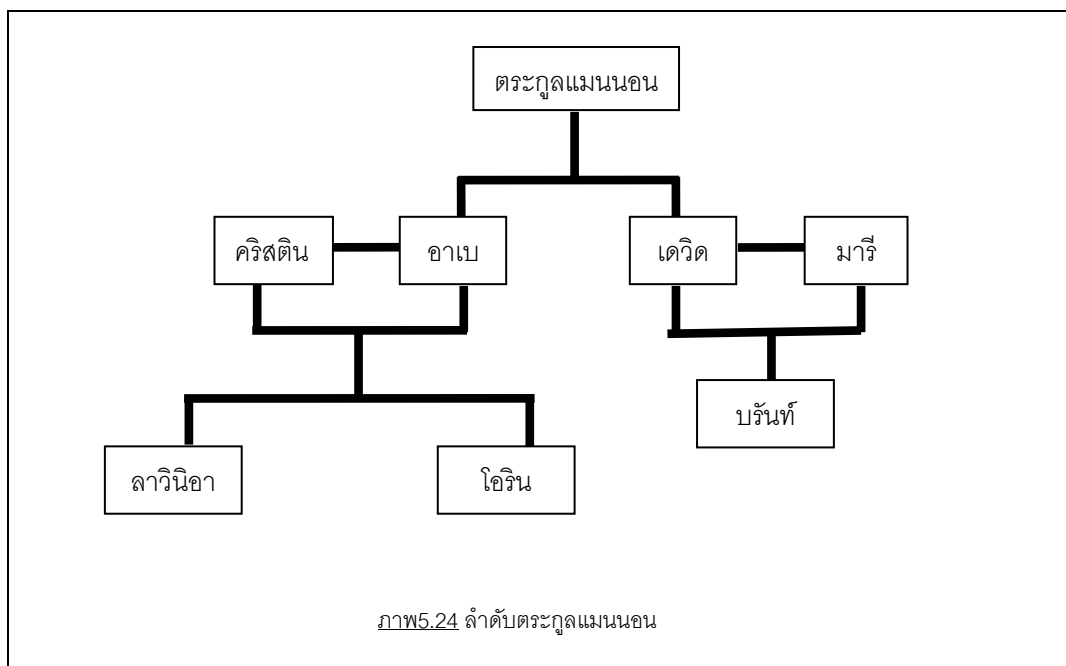 ตระกูลแมนนอน
คริสติน
อาเบ
เดวิด
มารี
บรันท์
ลาวินิอา
โอริน
ภาพ5.24 ลำดับตระกูลแมนนอน